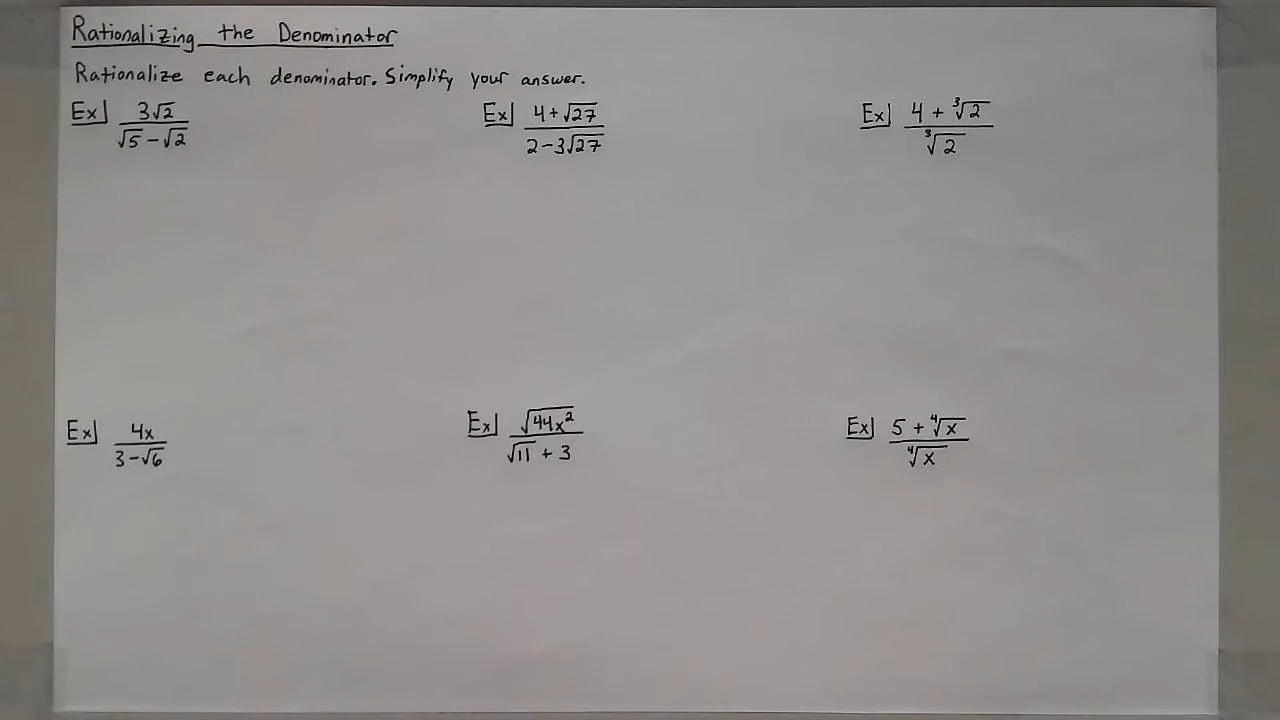 Rationalizing the Denominator
Rationalize each denominator. Simplify your answer.
Ex] 3√2 / √5 - √2
Ex] 4 + √27 / 2 - 3√27
Ex] 4 + ∛2 / ∛2
Ex] 4x / 3 - √6
Ex] √44x² / √11 + 3
Ex] 5 + ∜x / ∜x